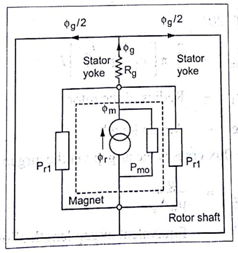 ϕg/2
ϕg/2
ϕg
Stator
yoke
Rg
Stator
yoke
ϕm
Pr1
ϕr
Pmo
Pr1
Magnet
Rotor shaft